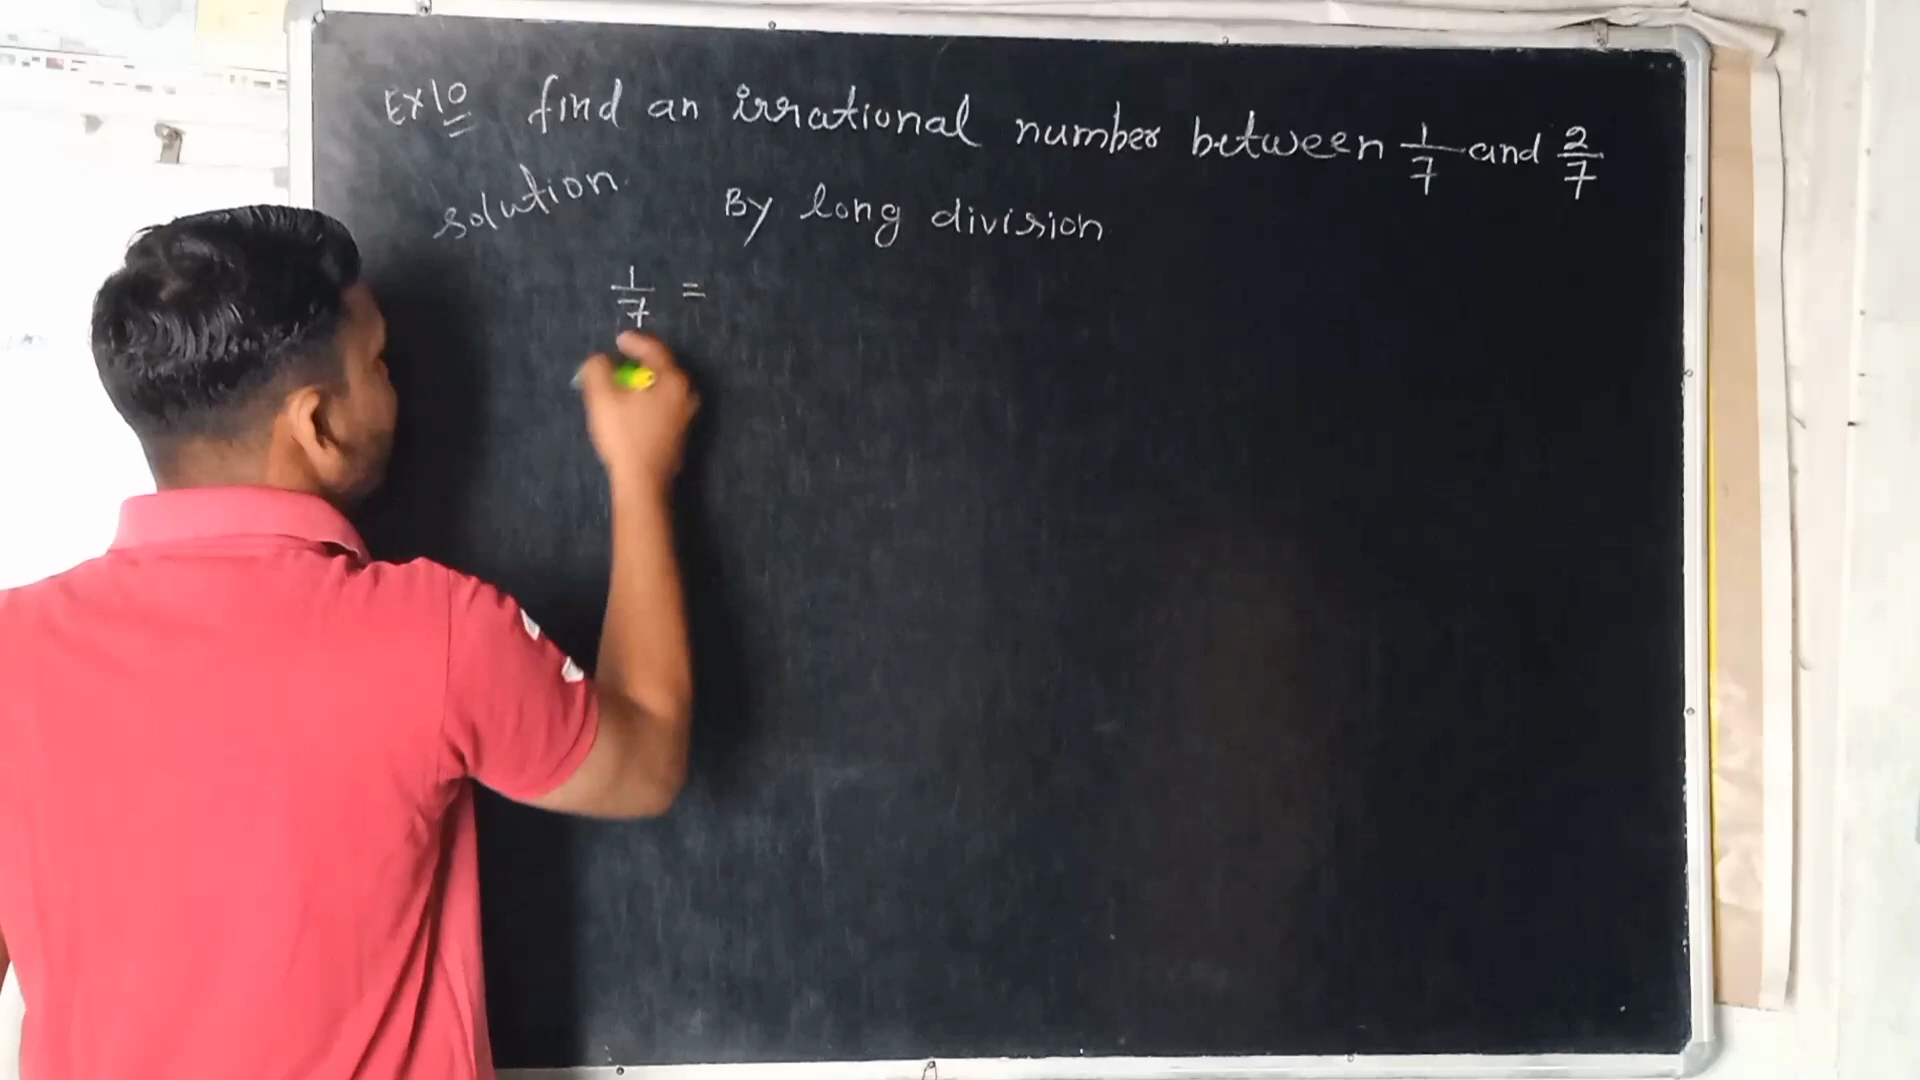 Ex10 find an irrational number between 1/7 and 2/7
solution. By long division
1/7 =